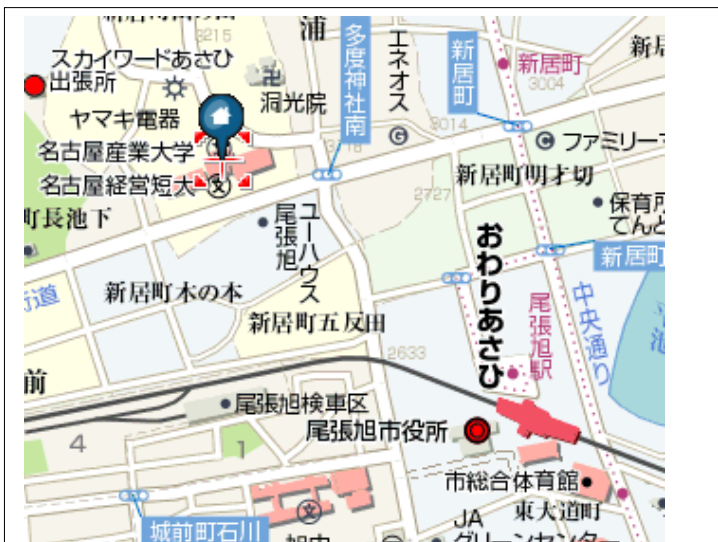 3215
浦
スカイワードあさひ
出張所
洞光院
多度神社南
エネオス
新居町
新居町
3004
ヤマキ電器
3014
ファミリーマ
名古屋産業大学
名古屋経営短大
新居町明才切
2727
町長池下
尾張旭
ユーハウス
保育所
てんと
新居町
おわりあさひ
街道
新居町木の本
新居町五反田
尾張旭駅
中央通り
2633
前
尾張旭検車区
尾張旭市役所
4
1
市総合体育館
東大道町
城前町石川
旭中
JA
グリーンセンター